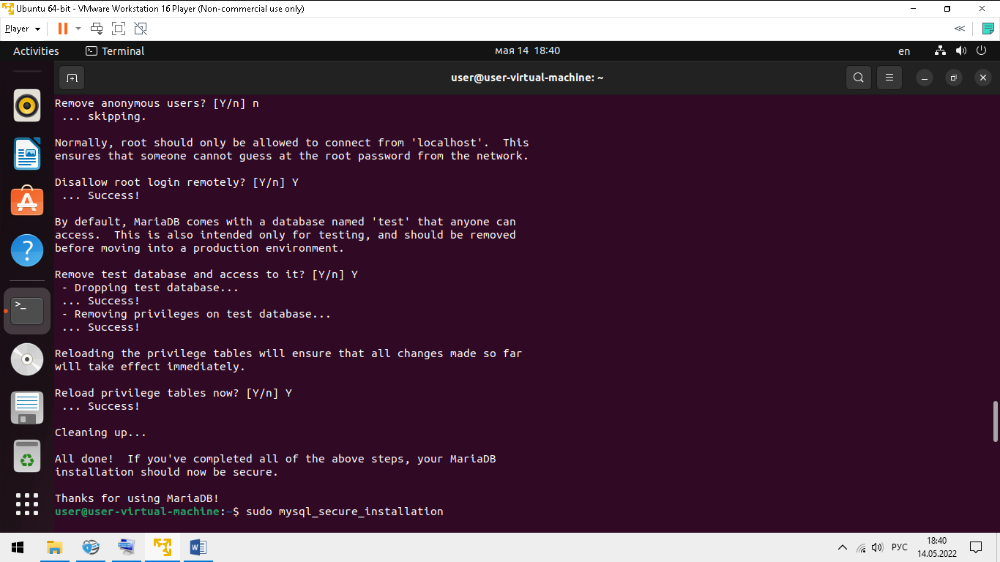 Ubuntu 64-bit - VMware Workstation 16 Player (Non-commercial use only)
Player
Activities
Terminal
мая 14 18:40
en
user@user-virtual-machine: ~
Remove anonymous users? [Y/n] n
... skipping.
Normally, root should only be allowed to connect from 'localhost'. This
ensures that someone cannot guess at the root password from the network.
Disallow root login remotely? [Y/n] Y
... Success!
By default, MariaDB comes with a database named 'test' that anyone can
access. This is also intended only for testing, and should be removed
before moving into a production environment.
Remove test database and access to it? [Y/n] Y
- Dropping test database...
... Success!
- Removing privileges on test database...
... Success!
Reloading the privilege tables will ensure that all changes made so far
will take effect immediately.
Reload privilege tables now? [Y/n] Y
... Success!
Cleaning up...
All done! If you've completed all of the above steps, your MariaDB
installation should now be secure.
Thanks for using MariaDB!
user@user-virtual-machine:~$ sudo mysql_secure_installation
РУС
18:40
14.05.2022